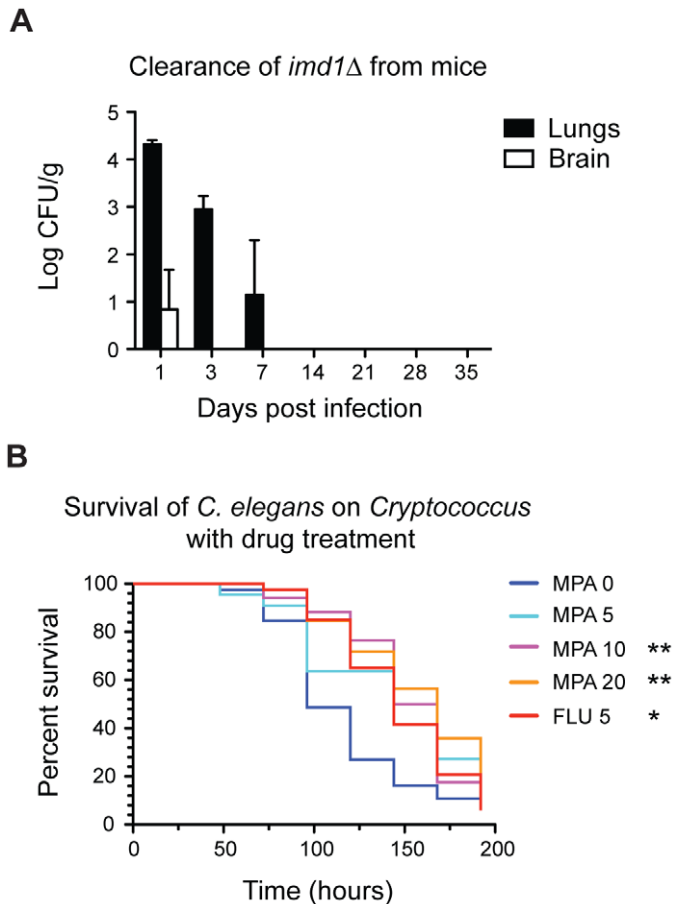 A
Clearance of imd1Δ from mice
5
4
3
2
1
0
Log CFU/g
Lungs
Brain
1 3 7 14 21 28 35
Days post infection
B
Survival of C. elegans on Cryptococcus
with drug treatment
100
80
60
40
20
0
Percent survival
0 50 100 150 200
Time (hours)
MPA 0
MPA 5
MPA 10 **
MPA 20 **
FLU 5 *